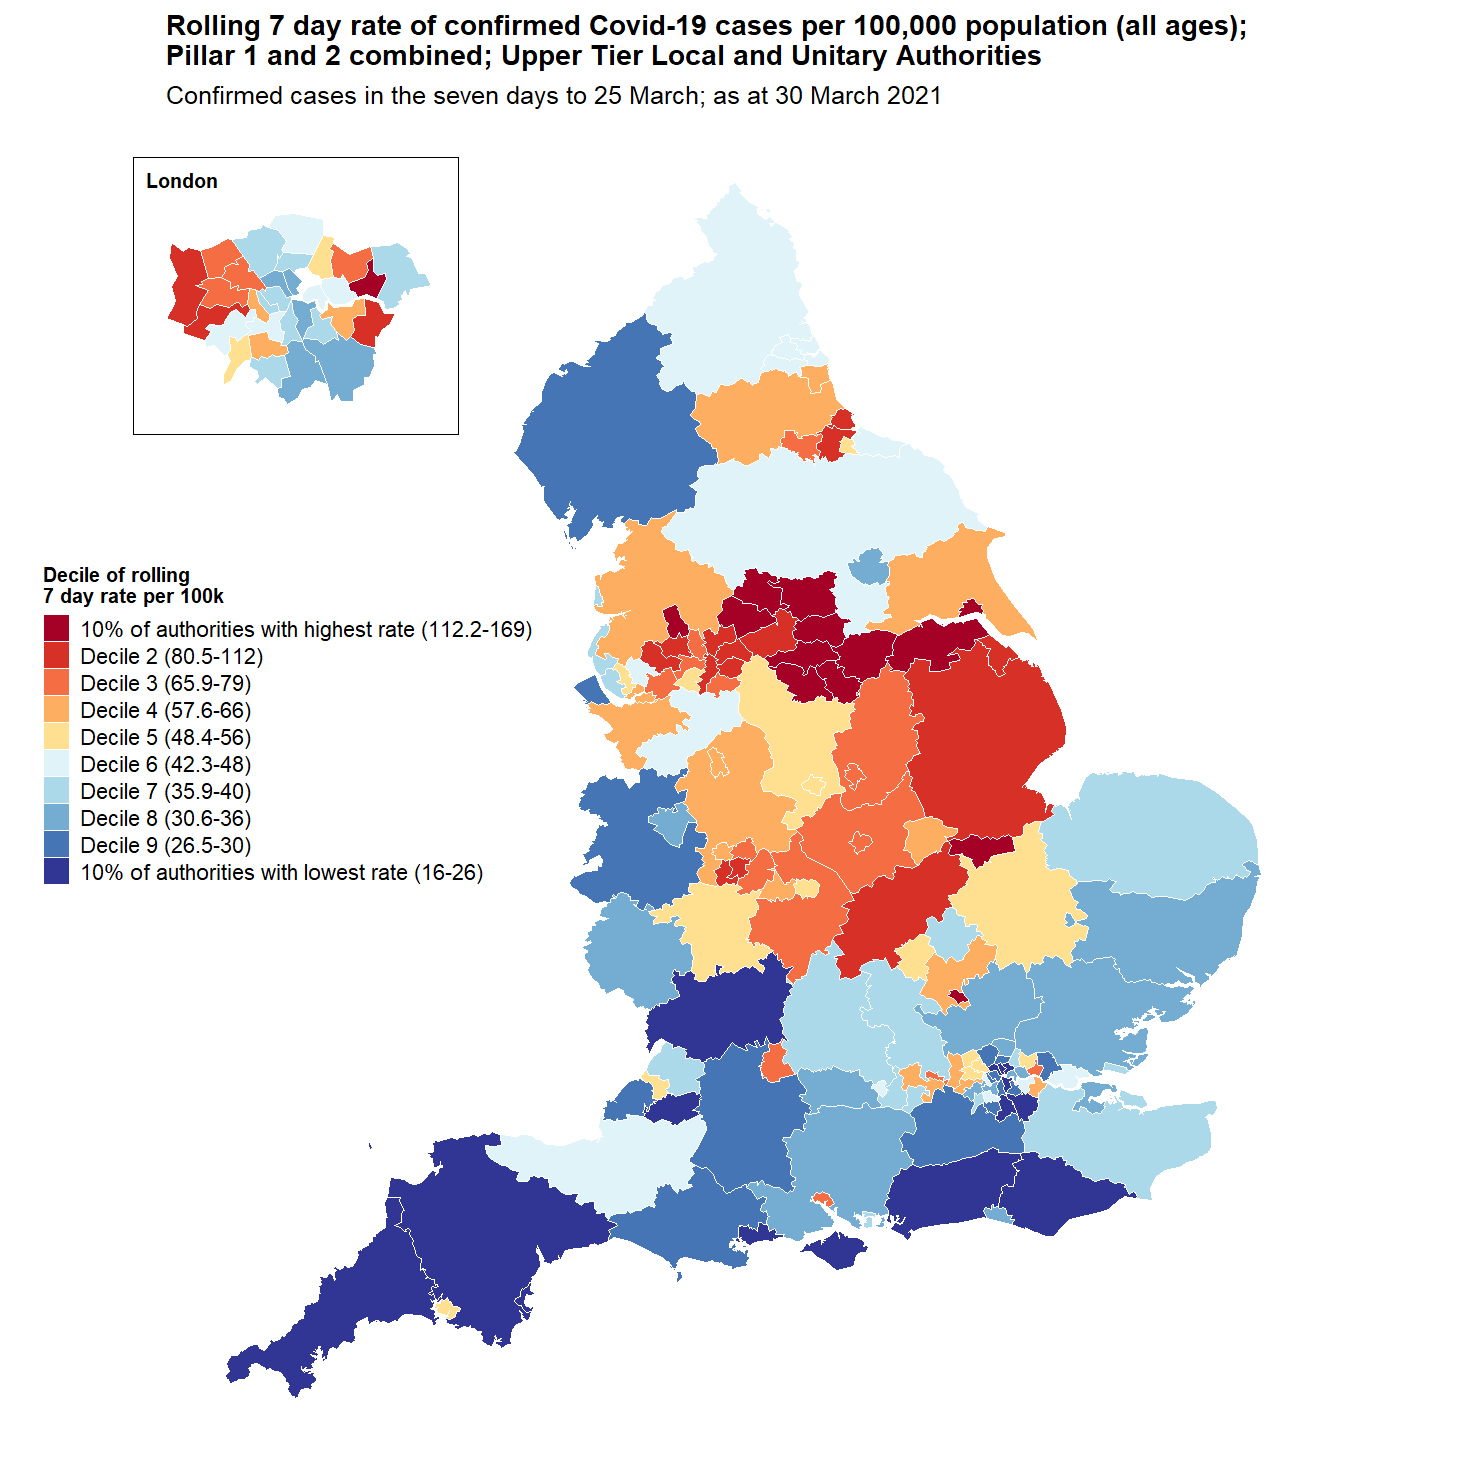 Rolling 7 day rate of confirmed Covid-19 cases per 100,000 population (all ages);
Pillar 1 and 2 combined; Upper Tier Local and Unitary Authorities
Confirmed cases in the seven days to 25 March; as at 30 March 2021
London
Decile of rolling
7 day rate per 100k
10% of authorities with highest rate (112.2-169)
Decile 2 (80.5-112)
Decile 3 (65.9-79)
Decile 4 (57.6-66)
Decile 5 (48.4-56)
Decile 6 (42.3-48)
Decile 7 (35.9-40)
Decile 8 (30.6-36)
Decile 9 (26.5-30)
10% of authorities with lowest rate (16-26)